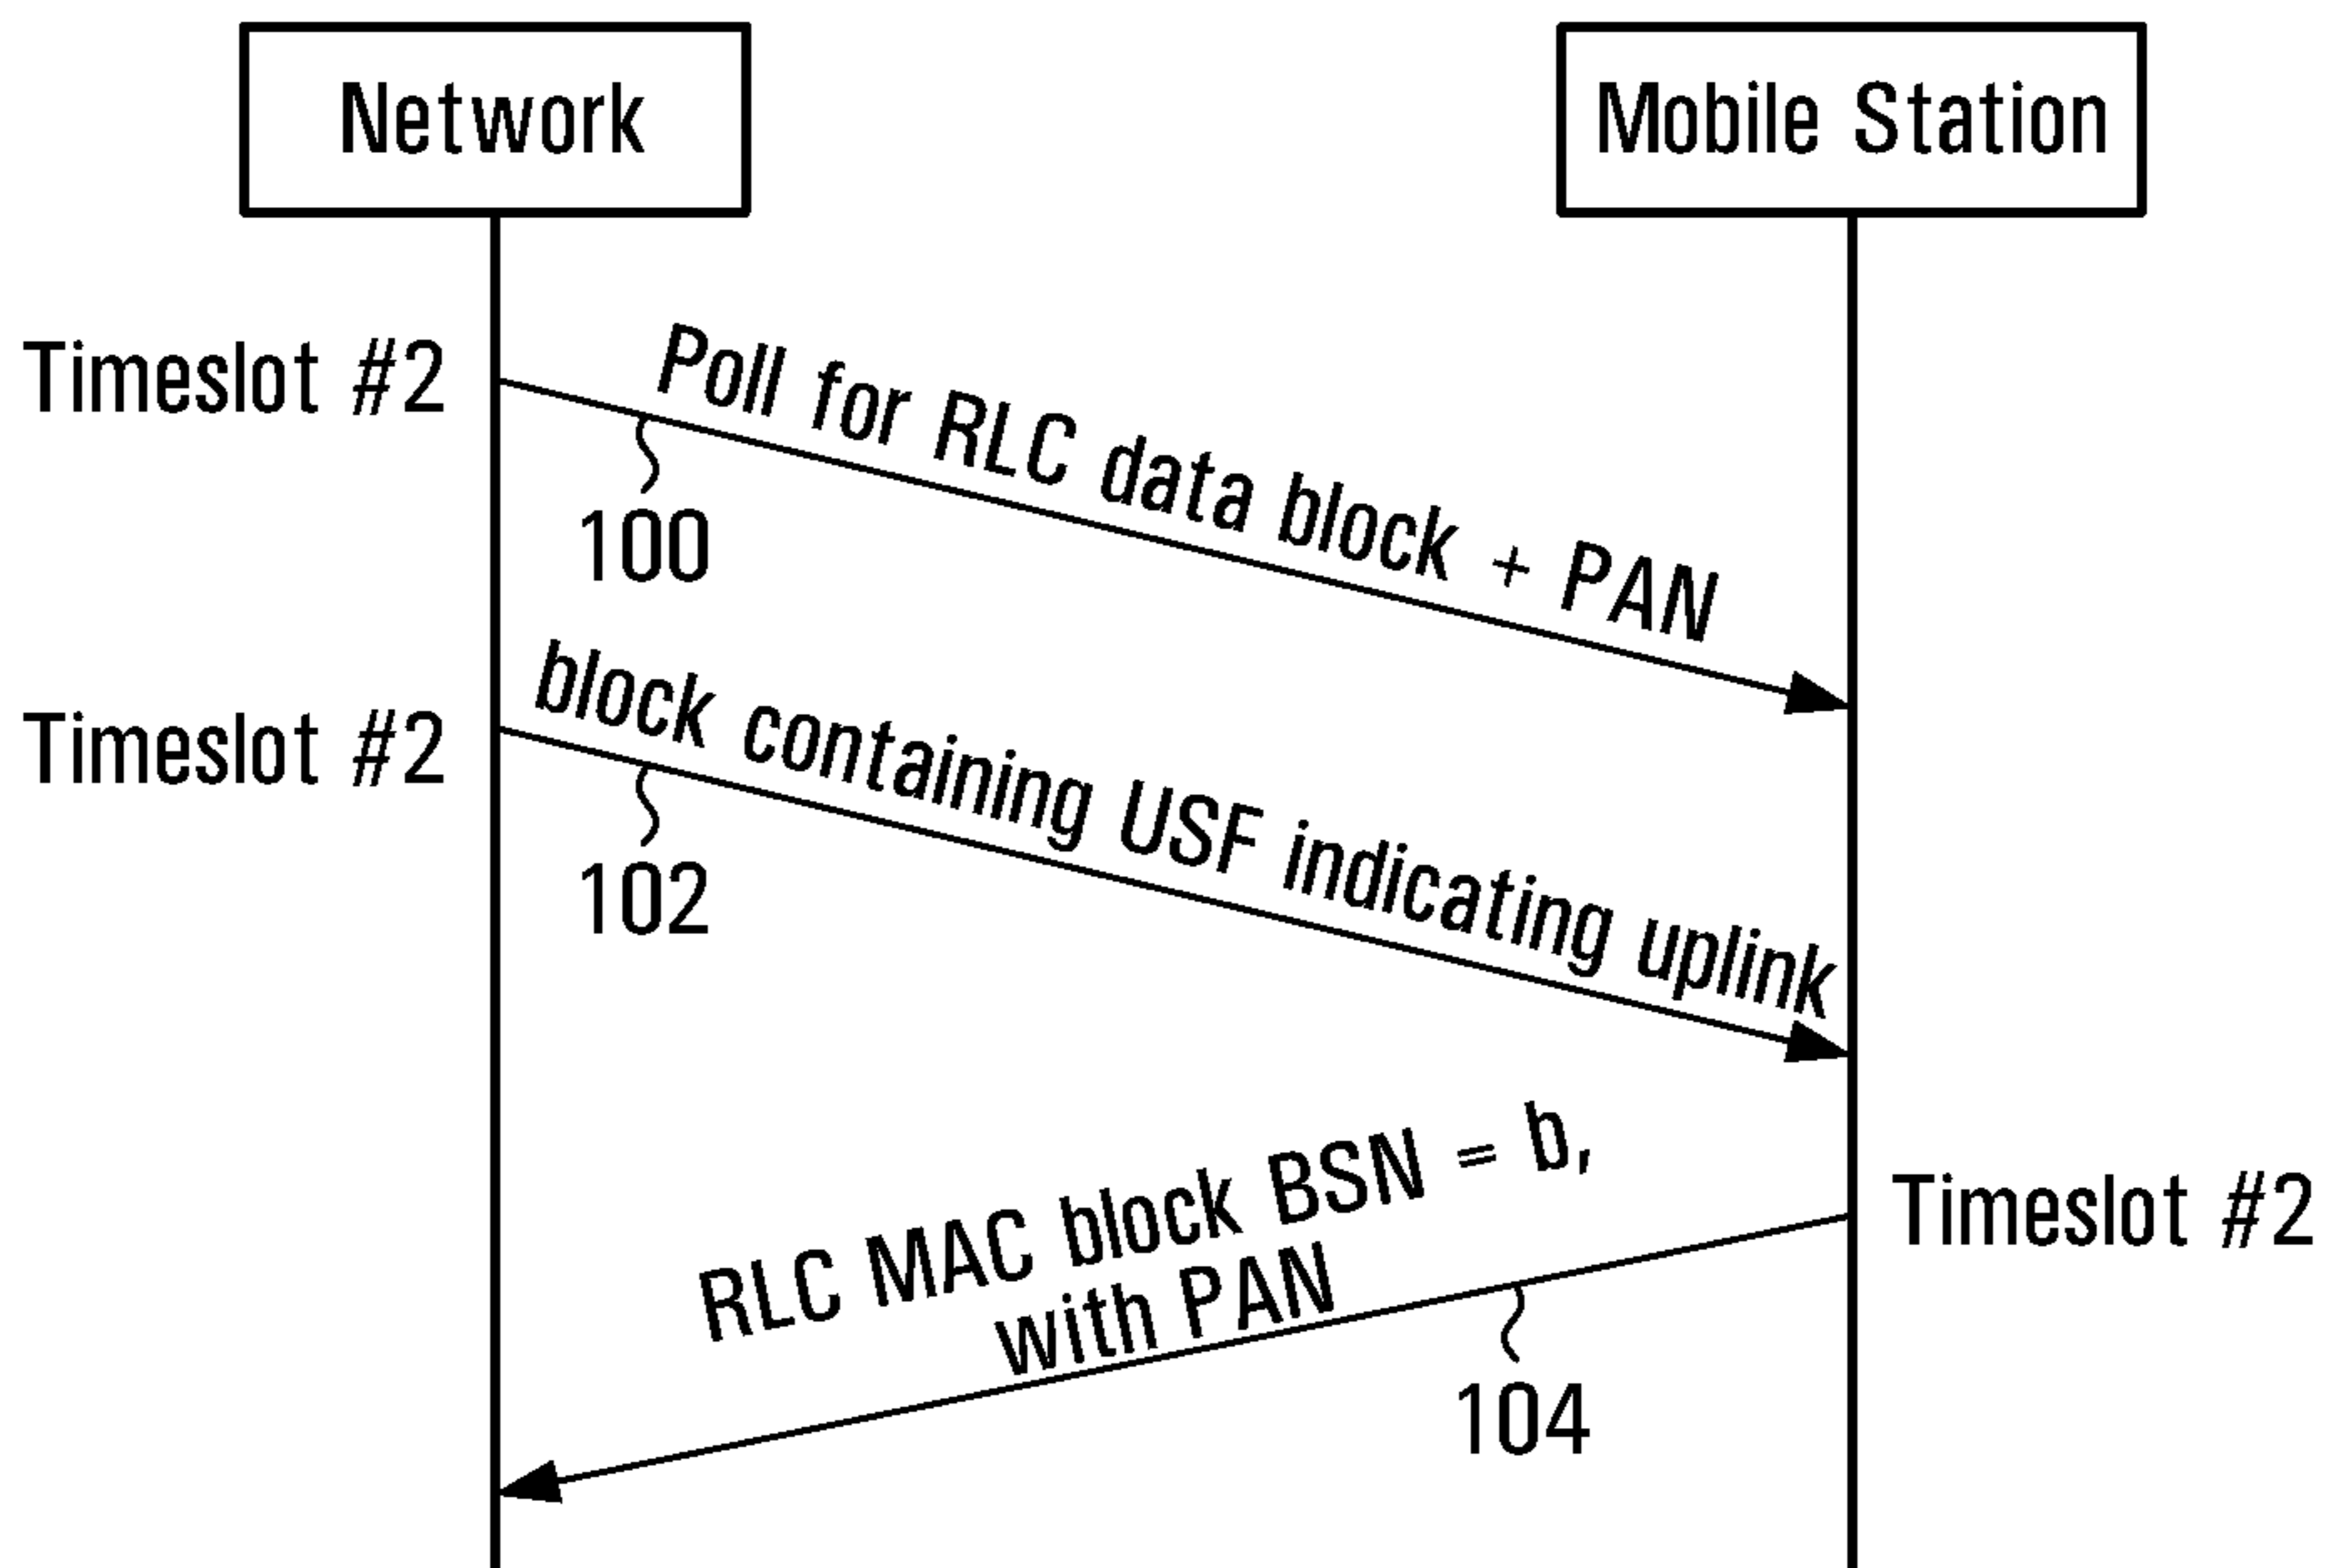 Network
Mobile Station
Timeslot #2
Poll for RLC data block + PAN
100
Timeslot #2
block containing USF indicating uplink
102
RLC MAC block BSN = b,
with PAN
Timeslot #2
104